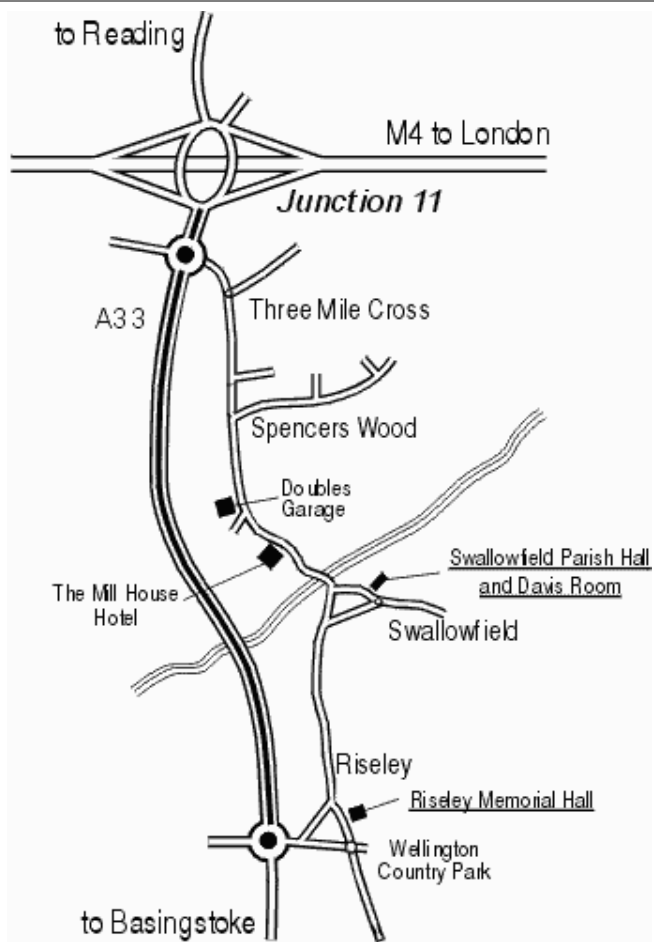 to Reading
M4 to London
Junction 11
A33
Three Mile Cross
Spencers Wood
Doubles
Garage
Swallowfield Parish Hall
and Davis Room
The Mill House
Hotel
Swallowfield
Riseley
Riseley Memorial Hall
Wellington
Country Park
to Basingstoke